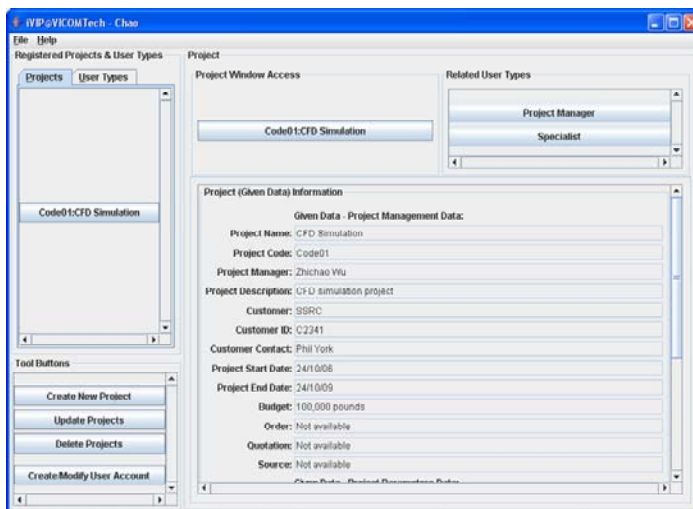 iVIP@VICOMTech - Chao
File Help
Registered Projects & User Types
Projects User Types
Code01:CFD Simulation
Tool Buttons
Create New Project
Update Projects
Delete Projects
Create/Modify User Account
Project
Project Window Access
Code01:CFD Simulation
Related User Types
Project Manager
Specialist
Project (Given Data) Information
Given Data - Project Management Data:
Project Name: CFD Simulation
Project Code: Code01
Project Manager: Zhichao Wu
Project Description: CFD simulation project
Customer: SSRC
Customer ID: C2341
Customer Contact: Phil York
Project Start Date: 24/10/06
Project End Date: 24/10/09
Budget: 100,000 pounds
Order: Not available
Quotation: Not available
Source: Not available